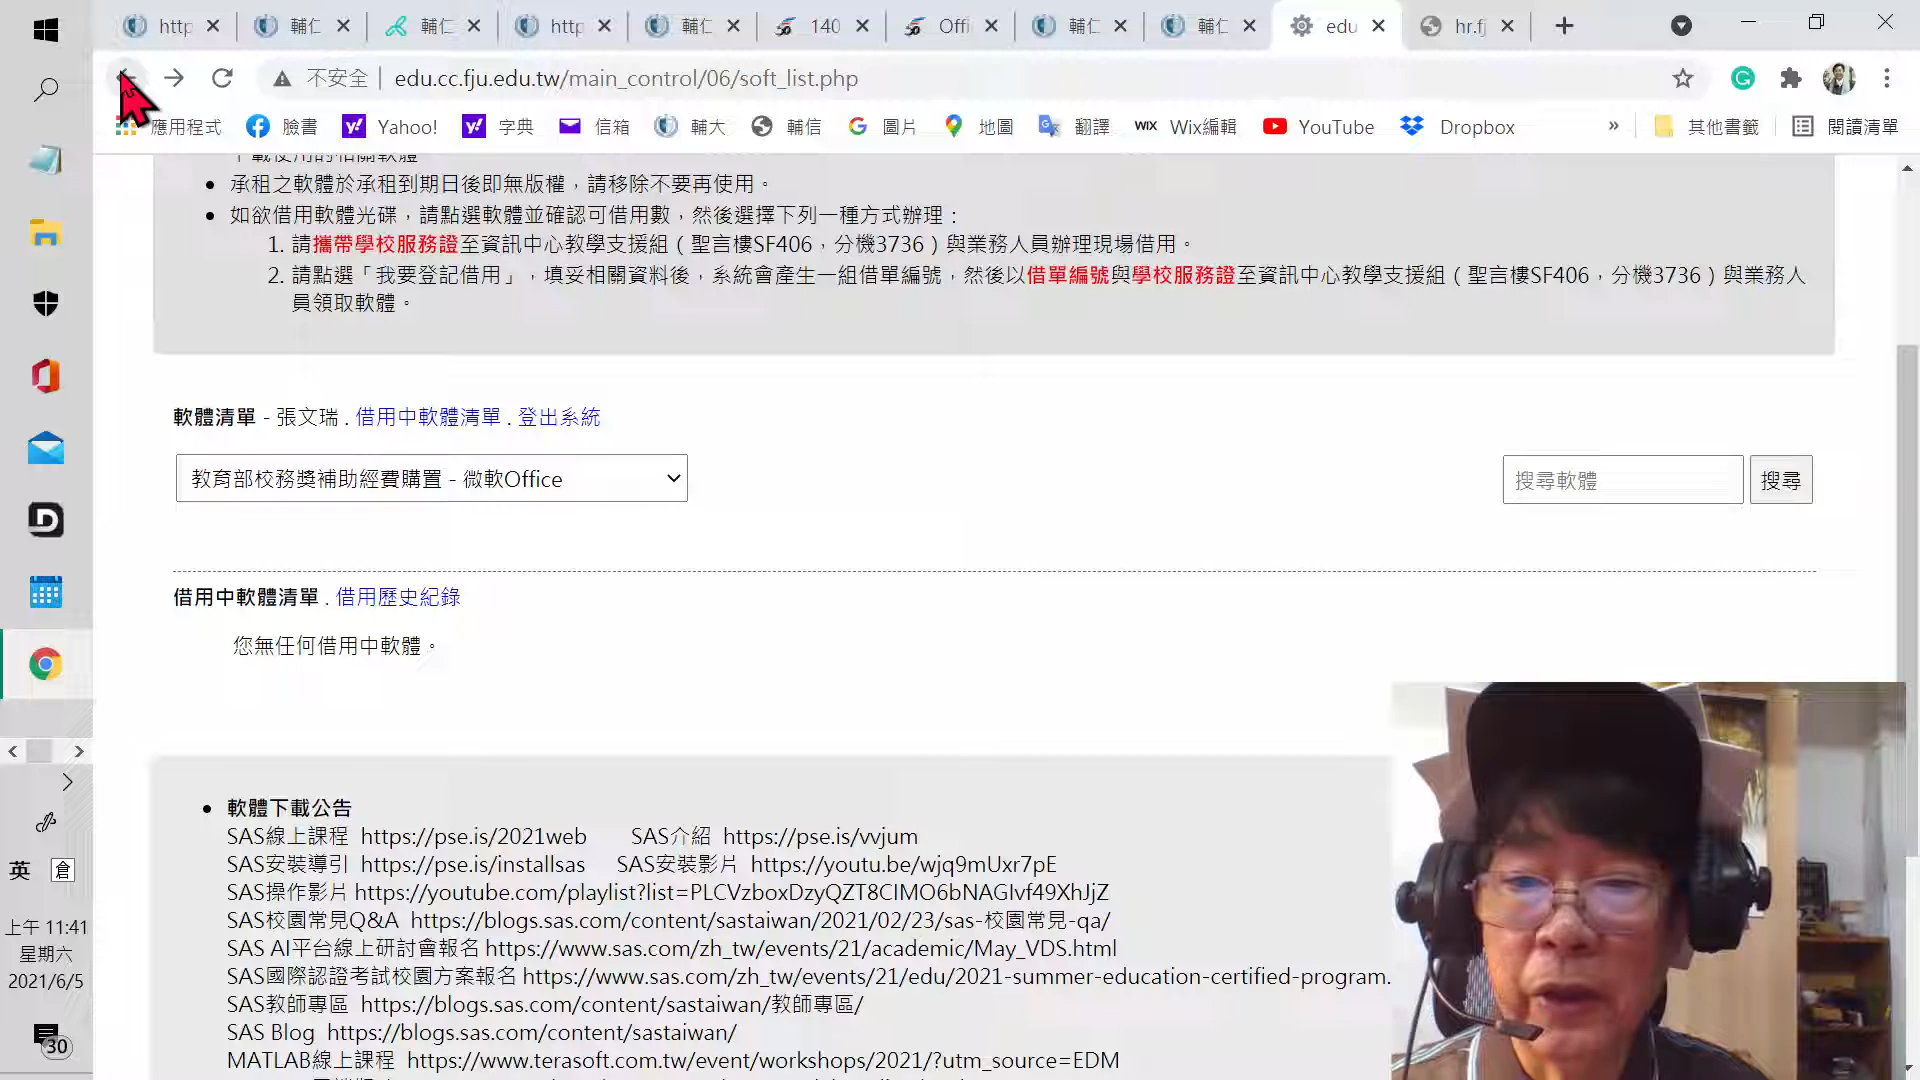 http
輔仁
輔仁
http
輔仁
140
Offi
輔仁
輔仁
edu
hr.fj
不安全
edu.cc.fju.edu.tw/main_control/06/soft_list.php
應用程式
臉書
Yahoo!
字典
信箱
輔大
輔信
圖片
地圖
翻譯
WIX Wix編輯
YouTube
Dropbox
»
其他書籤
閱讀清單
下載使用的相關軟體
• 承租之軟體於承租到期日後即無版權，請移除不要再使用。
• 如欲借用軟體光碟，請點選軟體並確認可借用數，然後選擇下列一種方式辦理：
1. 請攜帶學校服務證至資訊中心教學支援組（聖言樓SF406，分機3736）與業務人員辦理現場借用。
2. 請點選「我要登記借用」，填妥相關資料後，系統會產生一組借單編號，然後以借單編號與學校服務證至資訊中心教學支援組（聖言樓SF406，分機3736）與業務人
員領取軟體。
軟體清單 - 張文瑞 . 借用中軟體清單 . 登出系統
教育部校務獎補助經費購置 - 微軟Office
搜尋軟體
搜尋
借用中軟體清單 . 借用歷史紀錄
您無任何借用中軟體。
• 軟體下載公告
SAS線上課程 https://pse.is/2021web SAS介紹 https://pse.is/vvjum
SAS安裝導引 https://pse.is/installsas SAS安裝影片 https://youtu.be/wjq9mUxr7pE
SAS操作影片 https://youtube.com/playlist?list=PLCVzboxDzyQZT8CIMO6bNAGIvf49XhJjZ
SAS校園常見Q&A https://blogs.sas.com/content/sastaiwan/2021/02/23/sas-校園常見-qa/
SAS AI平台線上研討會報名 https://www.sas.com/zh_tw/events/21/academic/May_VDS.html
SAS國際認證考試校園方案報名 https://www.sas.com/zh_tw/events/21/edu/2021-summer-education-certified-program.
SAS教師專區 https://blogs.sas.com/content/sastaiwan/教師專區/
SAS Blog https://blogs.sas.com/content/sastaiwan/
MATLAB線上課程 https://www.terasoft.com.tw/event/workshops/2021/?utm_source=EDM
英
倉
上午 11:41
星期六
2021/6/5
30